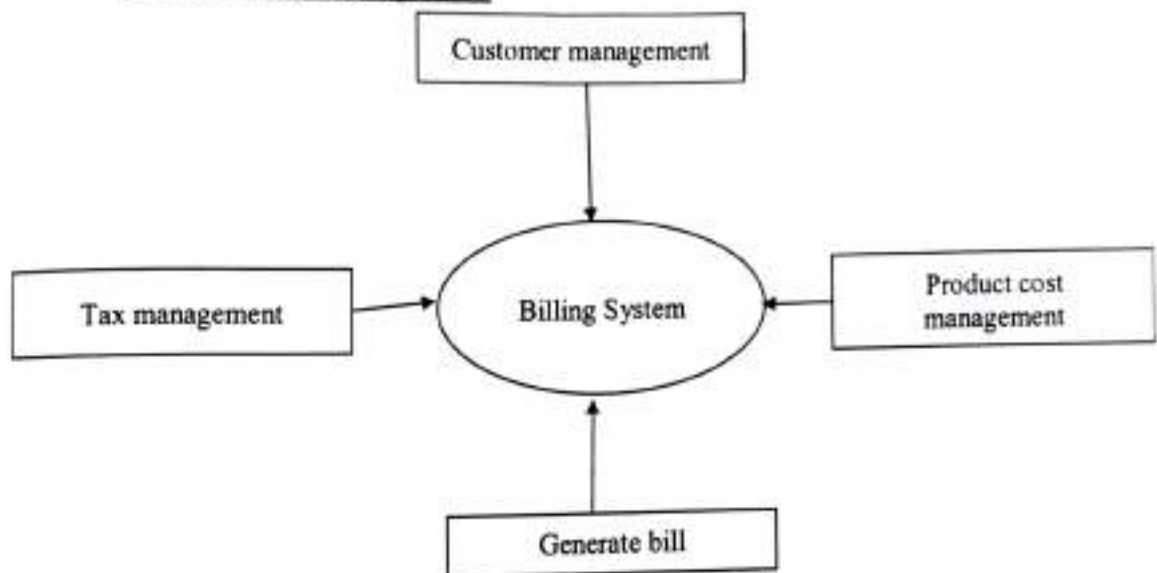 Customer management
Tax management
Billing System
Product cost
management
Generate bill